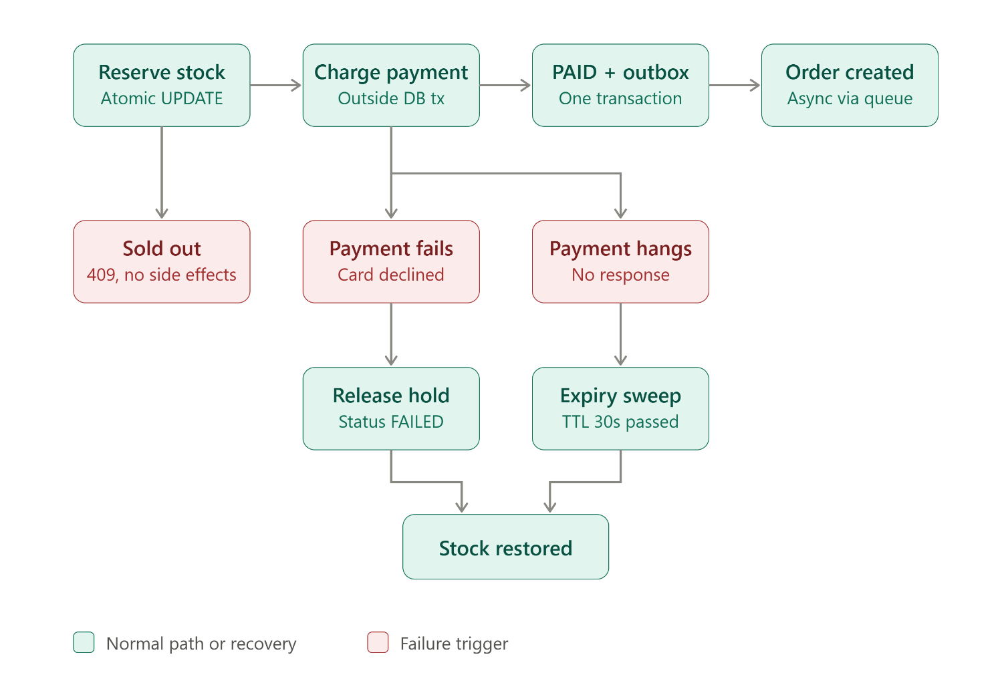 Reserve stock
Atomic UPDATE
Charge payment
Outside DB tx
PAID + outbox
One transaction
Order created
Async via queue
Sold out
409, no side effects
Payment fails
Card declined
Payment hangs
No response
Release hold
Status FAILED
Expiry sweep
TTL 30s passed
Stock restored
Normal path or recovery
Failure trigger